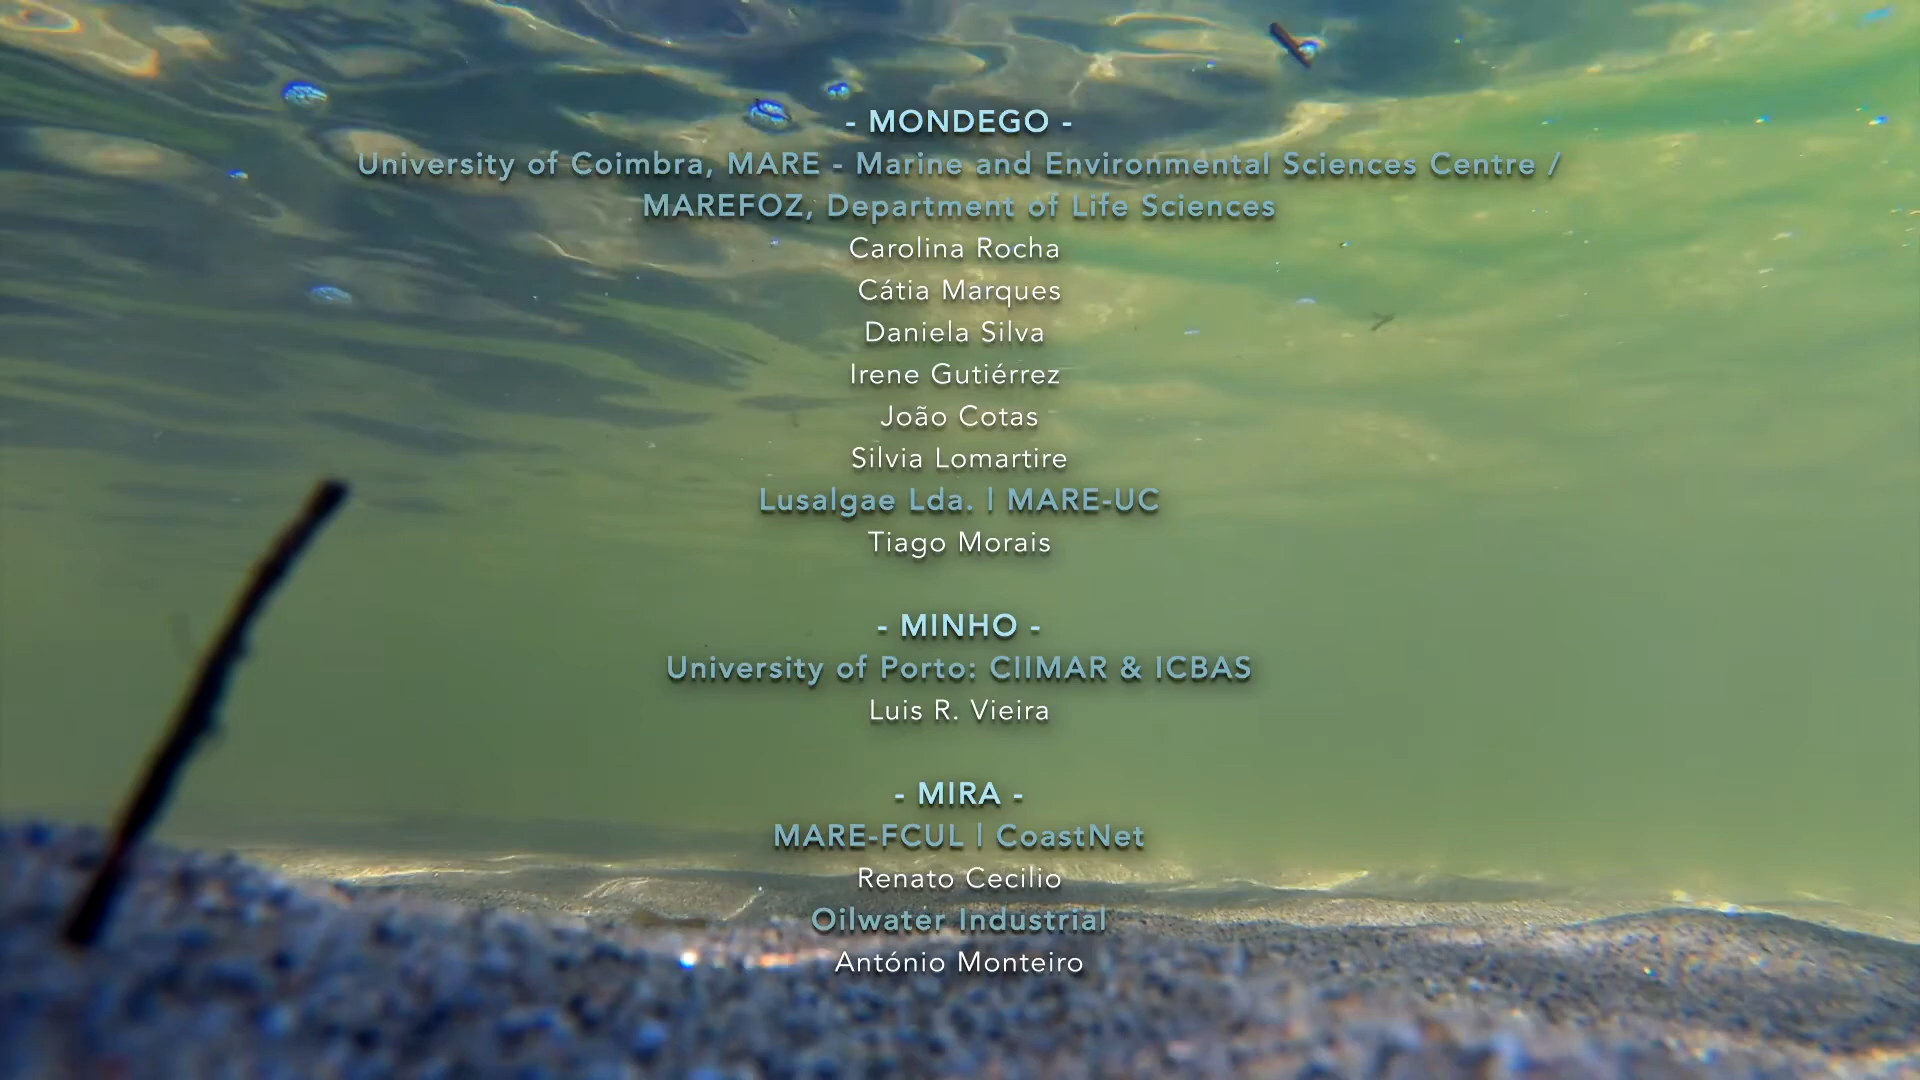 - MONDEGO -
University of Coimbra, MARE - Marine and Environmental Sciences Centre /
MAREFOZ, Department of Life Sciences
Carolina Rocha
Cátia Marques
Daniela Silva
Irene Gutiérrez
João Cotas
Silvia Lomartire
Lusalgae Lda. | MARE-UC
Tiago Morais
- MINHO -
University of Porto: CIIMAR & ICBAS
Luis R. Vieira
- MIRA -
MARE-FCUL | CoastNet
Renato Cecilio
Oilwater Industrial
António Monteiro